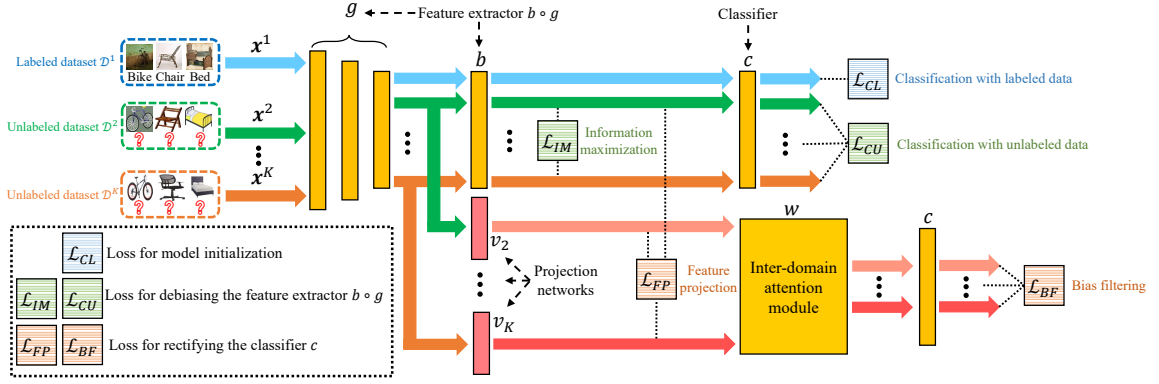 g
Feature extractor b ∘ g
Classifier
Labeled dataset 𝒟¹
Bike Chair Bed
x¹
b
c
ℒ_CL
Classification with labeled data
Unlabeled dataset 𝒟²
? ? ?
x²
ℒ_IM
Information
maximization
ℒ_CU
Classification with unlabeled data
Unlabeled dataset 𝒟ᴷ
? ? ?
xᴷ
v₂
Projection
networks
v_K
ℒ_FP
Feature
projection
w
Inter-domain
attention
module
c
ℒ_BF
Bias filtering
ℒ_CL Loss for model initialization
ℒ_IM ℒ_CU Loss for debiasing the feature extractor b ∘ g
ℒ_FP ℒ_BF Loss for rectifying the classifier c